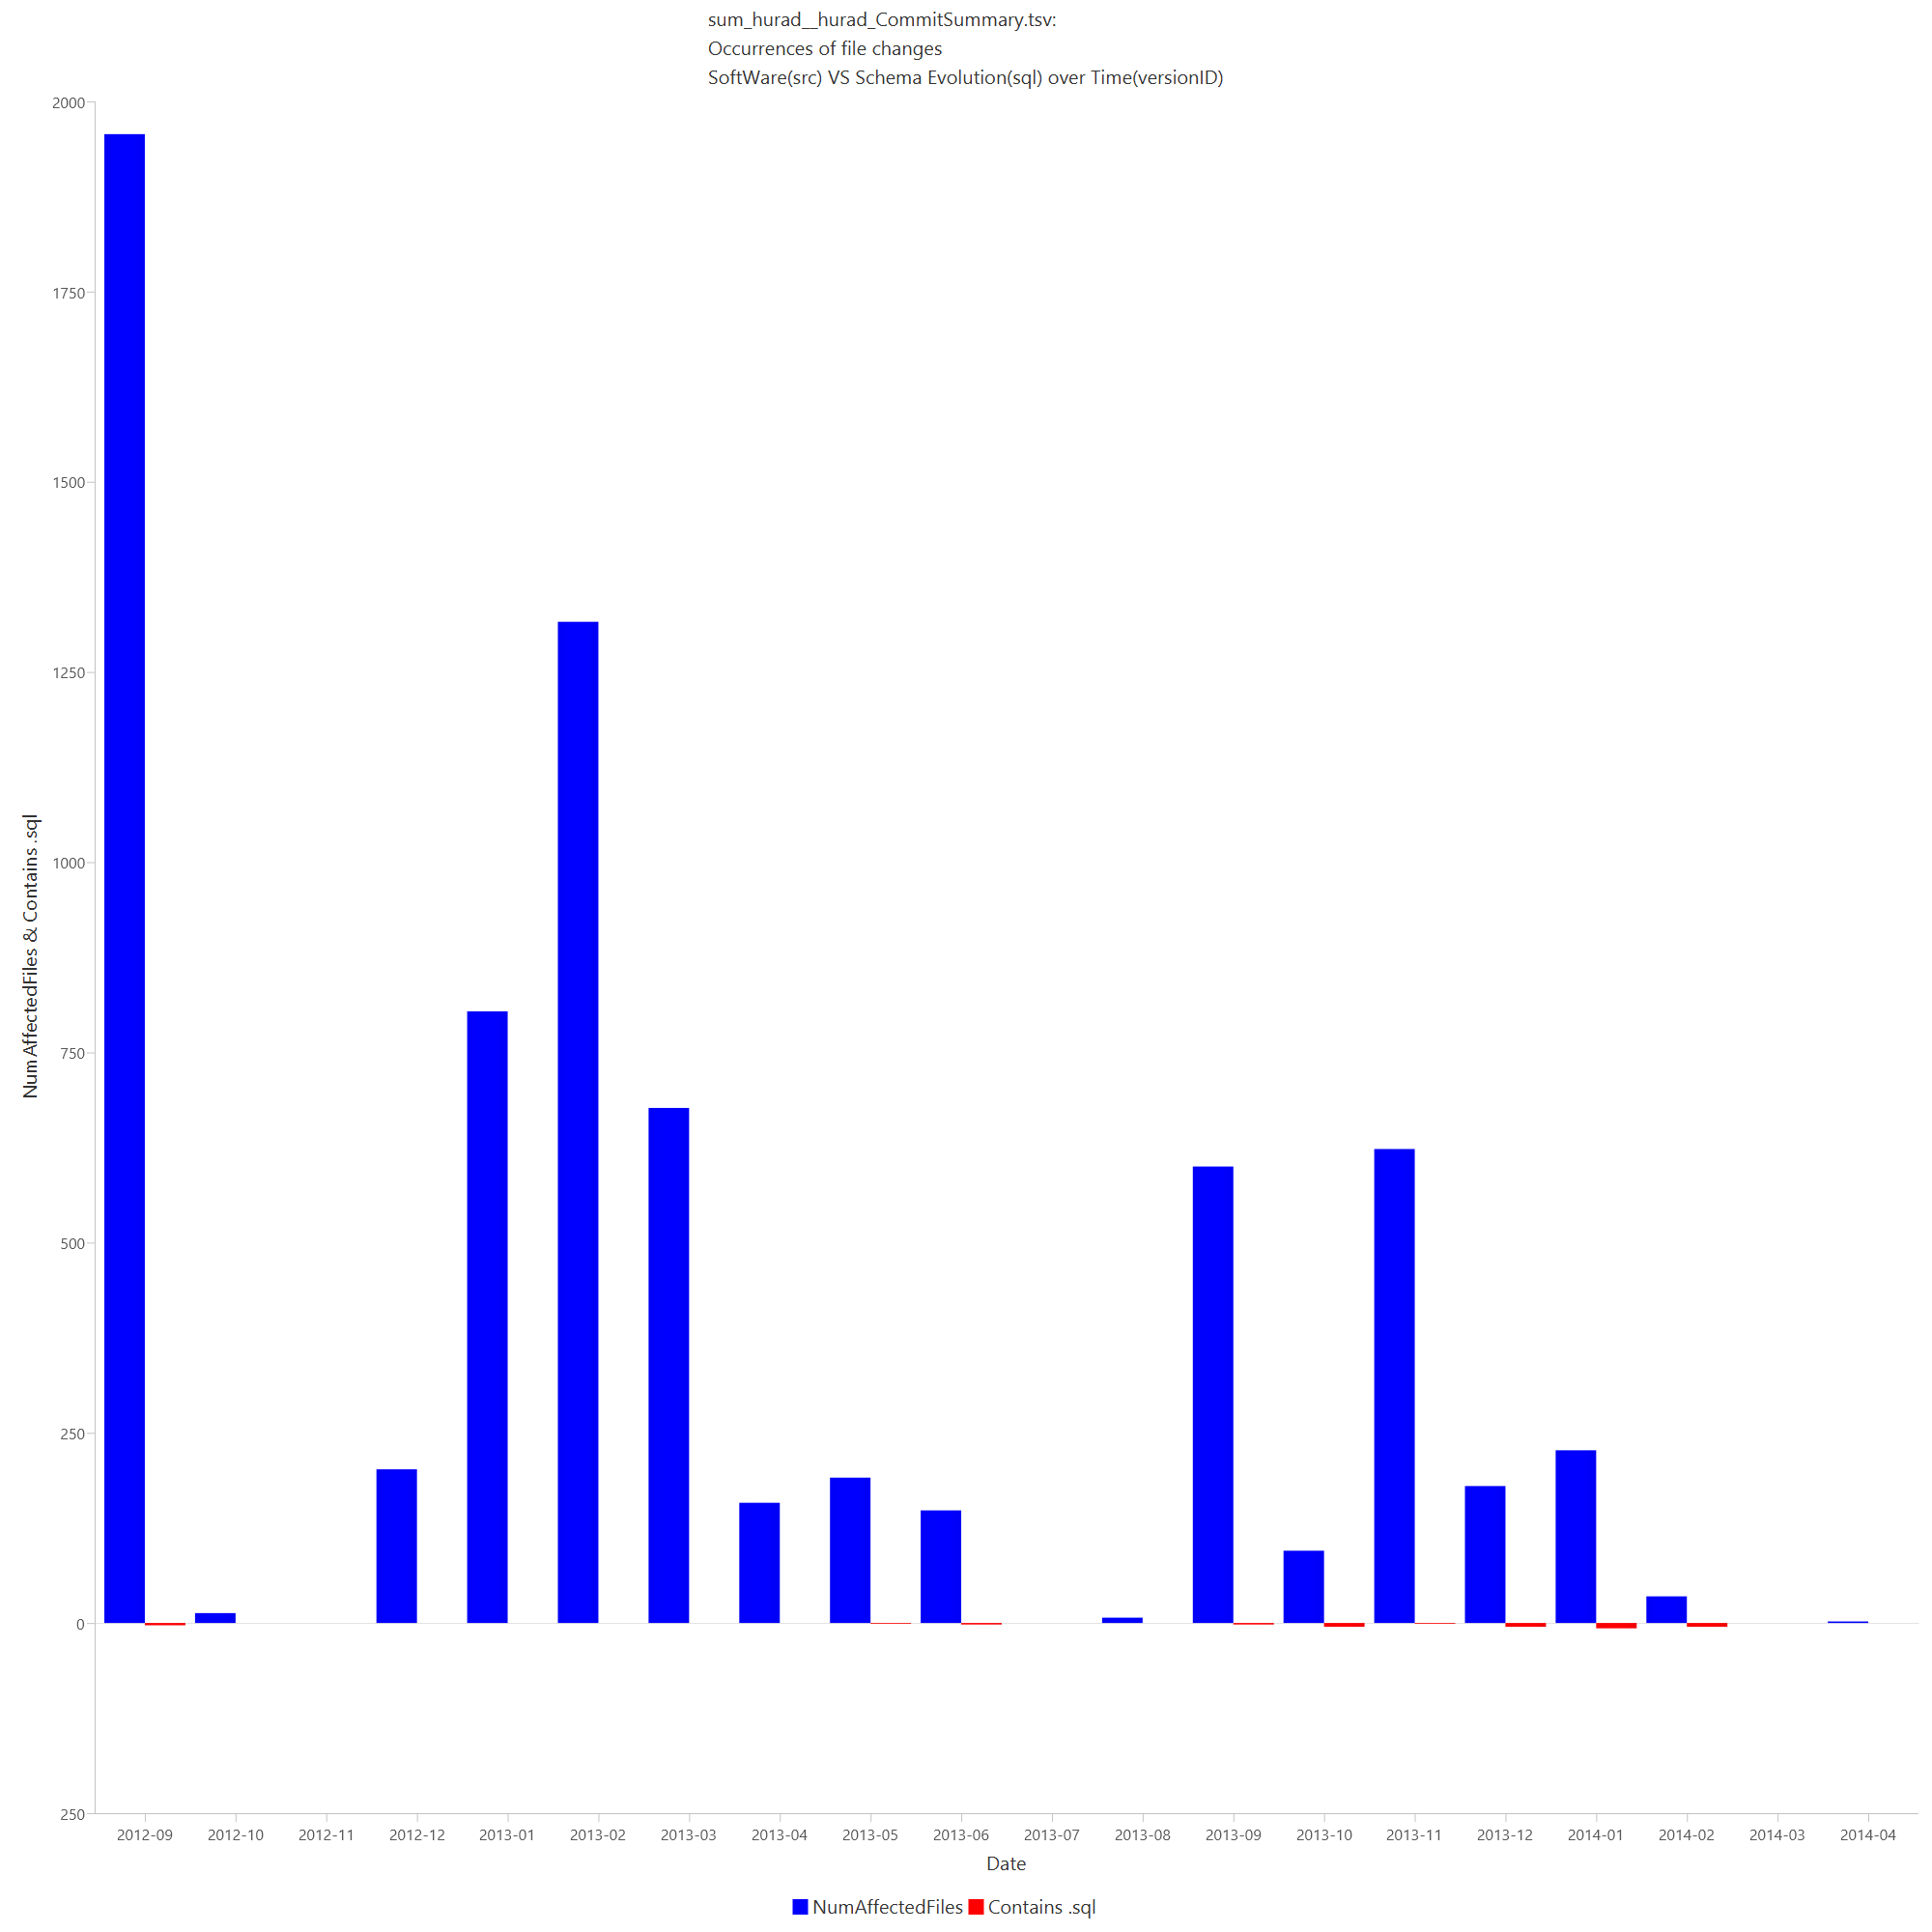 sum_hurad__hurad_CommitSummary.tsv:
Occurrences of file changes
SoftWare(src) VS Schema Evolution(sql) over Time(versionID)
2000
1750
1500
1250
1000
750
500
250
0
250
Num AffectedFiles & Contains .sql
2012-09 2012-10 2012-11 2012-12 2013-01 2013-02 2013-03 2013-04 2013-05 2013-06 2013-07 2013-08 2013-09 2013-10 2013-11 2013-12 2014-01 2014-02 2014-03 2014-04
Date
NumAffectedFiles Contains .sql